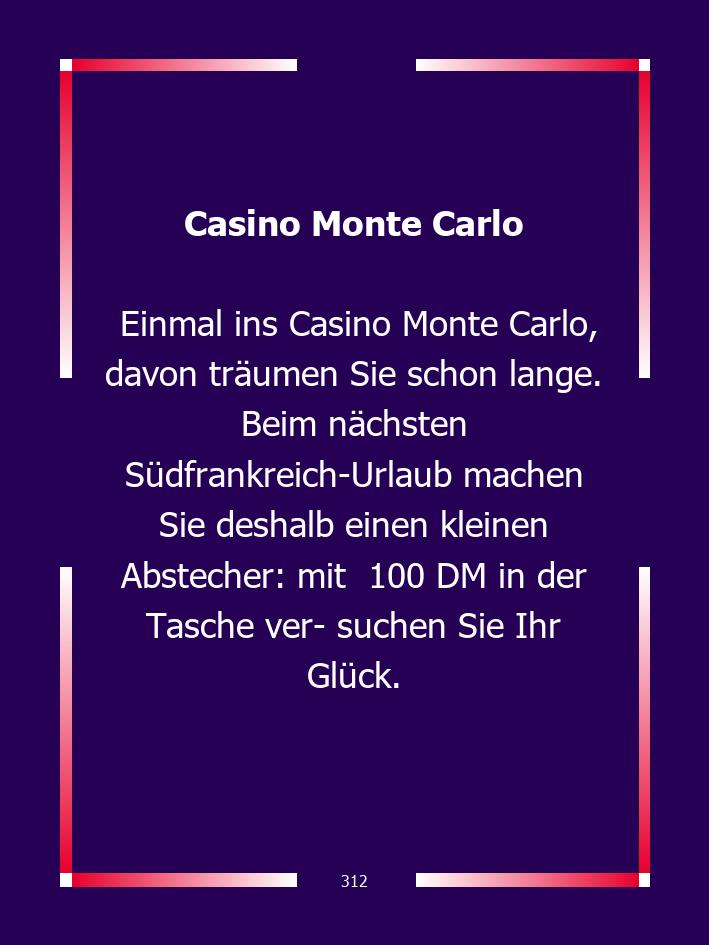 Casino Monte Carlo
Einmal ins Casino Monte Carlo,
davon träumen Sie schon lange.
Beim nächsten
Südfrankreich-Urlaub machen
Sie deshalb einen kleinen
Abstecher: mit  100 DM in der
Tasche ver- suchen Sie Ihr
Glück.
312